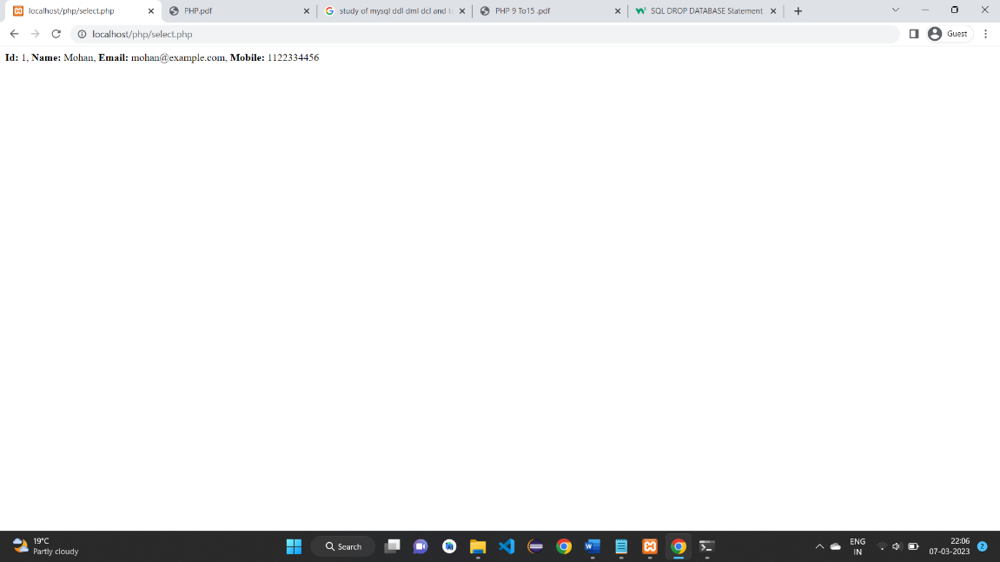 localhost/php/select.php
PHP.pdf
study of mysql ddl dml dcl and t
PHP 9 To15 .pdf
SQL DROP DATABASE Statement
localhost/php/select.php
Guest
Id: 1, Name: Mohan, Email: mohan@example.com, Mobile: 1122334456
19°C
Partly cloudy
Search
ENG
IN
22:06
07-03-2023
2